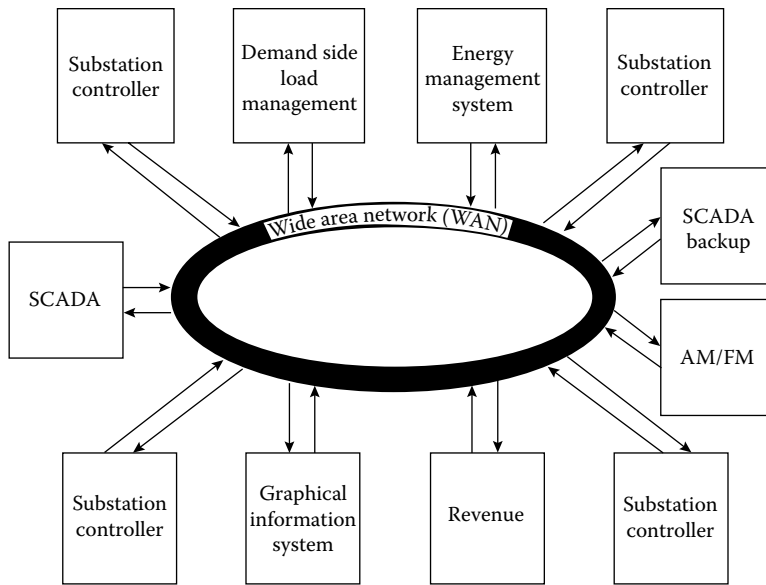 Substation
controller
Demand side
load
management
Energy
management
system
Substation
controller
Wide area network (WAN)
SCADA
backup
SCADA
AM/FM
Substation
controller
Graphical
information
system
Revenue
Substation
controller